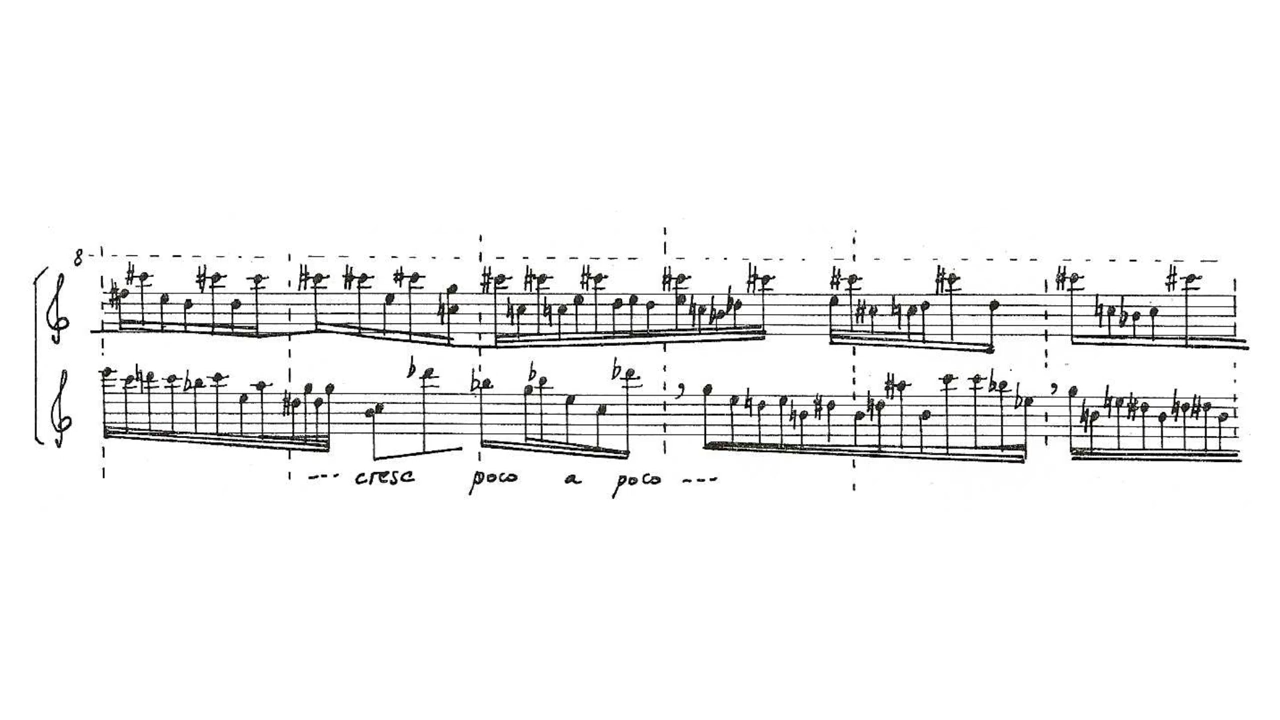 8
--- cresc poco a poco ---